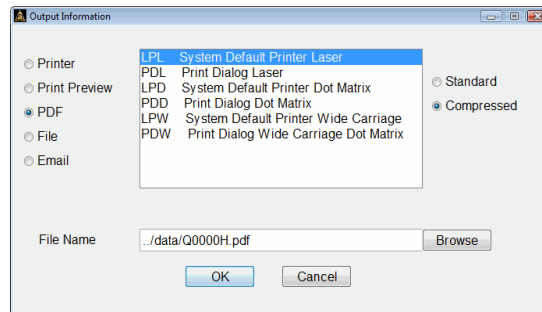 Output Information
Printer
Print Preview
PDF
File
Email
LPL System Default Printer Laser
PDL Print Dialog Laser
LPD System Default Printer Dot Matrix
PDD Print Dialog Dot Matrix
LPW System Default Printer Wide Carriage
PDW Print Dialog Wide Carriage Dot Matrix
Standard
Compressed
File Name ../data/Q0000H.pdf Browse
OK Cancel